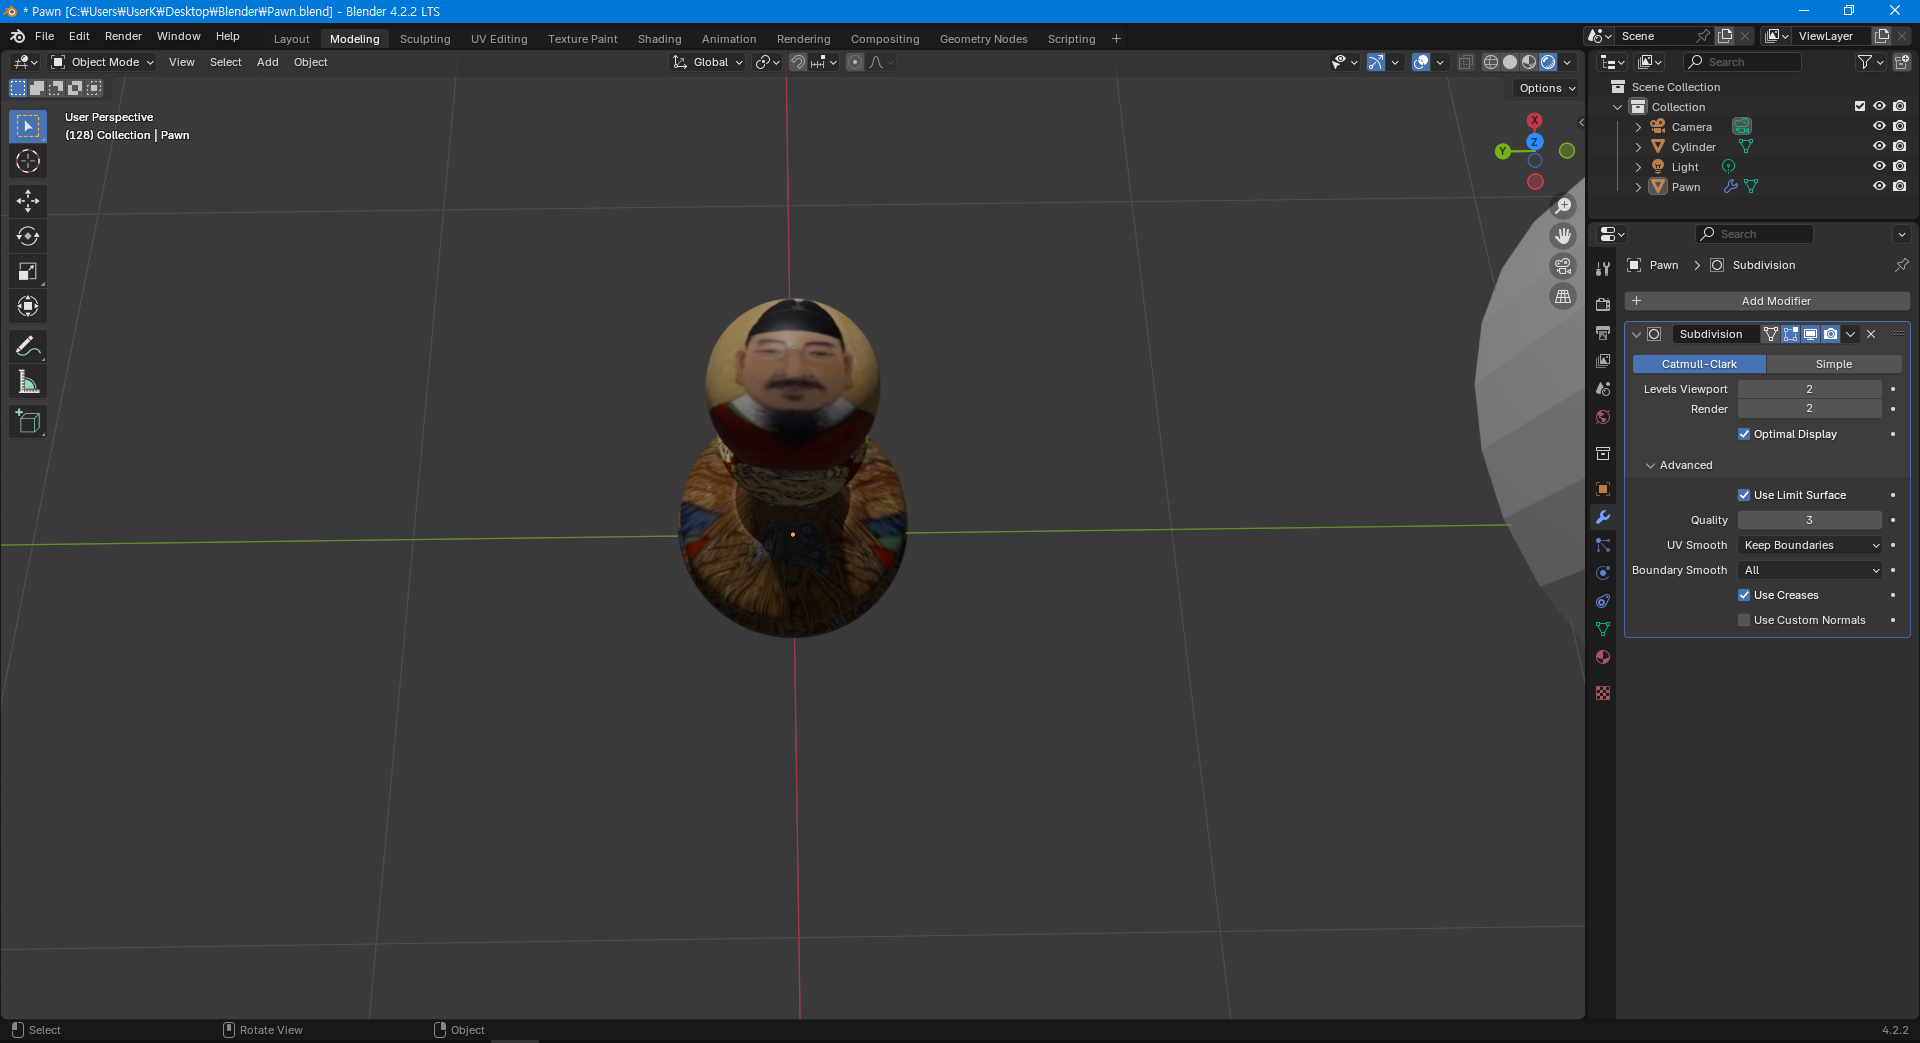 * Pawn [C:₩Users₩UserK₩Desktop₩Blender₩Pawn.blend] - Blender 4.2.2 LTS
File Edit Render Window Help Layout Modeling Sculpting UV Editing Texture Paint Shading Animation Rendering Compositing Geometry Nodes Scripting + Scene ViewLayer
Object Mode View Select Add Object Global Search
Options
User Perspective
(128) Collection | Pawn
X
Y
Z
Scene Collection
Collection
Camera
Cylinder
Light
Pawn
Search
Pawn > Subdivision
+ Add Modifier
Subdivision
Catmull-Clark Simple
Levels Viewport 2
Render 2
Optimal Display
Advanced
Use Limit Surface
Quality 3
UV Smooth Keep Boundaries
Boundary Smooth All
Use Creases
Use Custom Normals
Select Rotate View Object 4.2.2